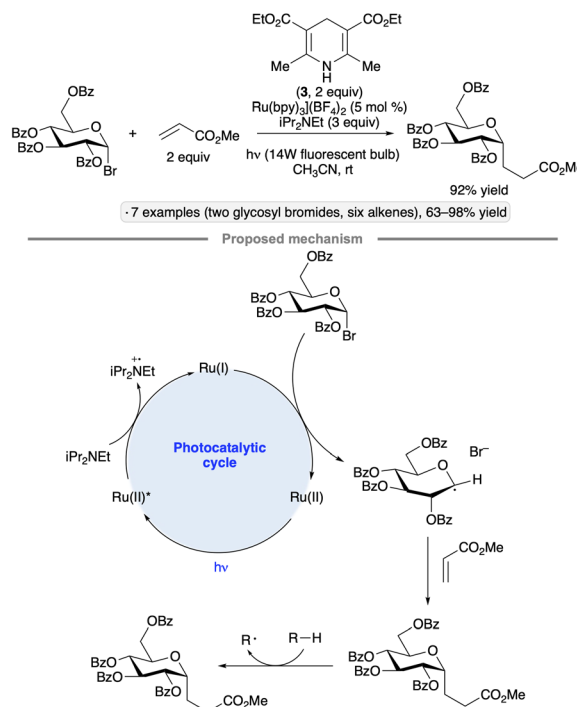 EtO₂C CO₂Et
Me N Me
H
(3, 2 equiv)
Ru(bpy)₃](BF₄)₂ (5 mol %)
iPr₂NEt (3 equiv)
hν (14W fluorescent bulb)
CH₃CN, rt
OBz
BzO O
BzO
BzO
Br
+
CO₂Me
2 equiv
OBz
BzO O
BzO
BzO
CO₂Me
92% yield
· 7 examples (two glycosyl bromides, six alkenes), 63–98% yield
Proposed mechanism
OBz
BzO O
BzO
BzO
Br
+•
iPr₂NEt
Ru(I)
Photocatalytic
cycle
iPr₂NEt
Ru(II)*
Ru(II)
hν
OBz
Br⁻
BzO O
H
BzO
•
OBz
CO₂Me
OBz
BzO O
BzO
BzO
CO₂Me
R• R–H
OBz
BzO O
BzO
BzO
CO₂Me